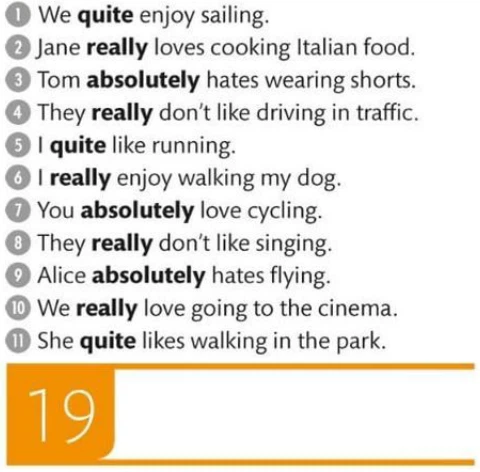 1 We quite enjoy sailing.
2 Jane really loves cooking Italian food.
3 Tom absolutely hates wearing shorts.
4 They really don't like driving in traffic.
5 I quite like running.
6 I really enjoy walking my dog.
7 You absolutely love cycling.
8 They really don't like singing.
9 Alice absolutely hates flying.
10 We really love going to the cinema.
11 She quite likes walking in the park.
19